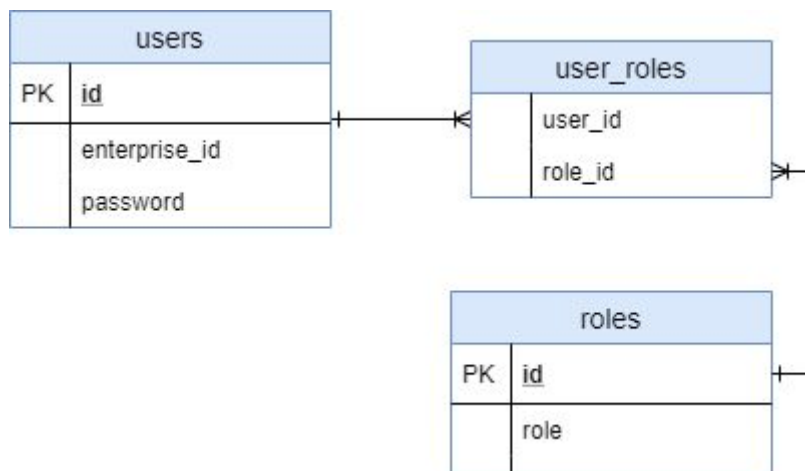 users
PK id
enterprise_id
password
user_roles
user_id
role_id
roles
PK id
role